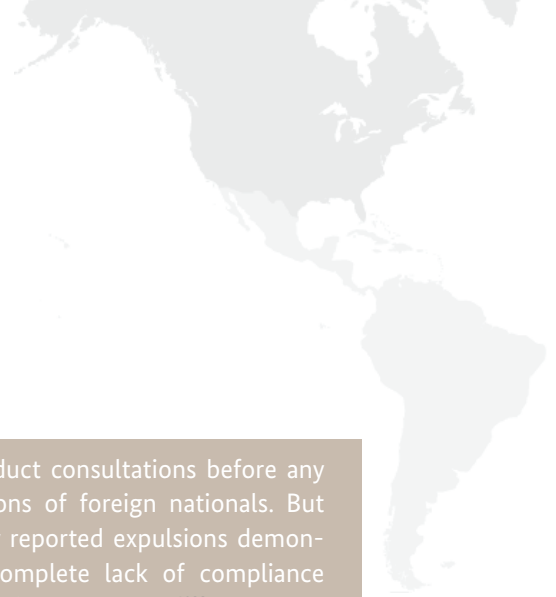 duct consultations before any
ons of foreign nationals. But
reported expulsions demon-
omplete lack of compliance